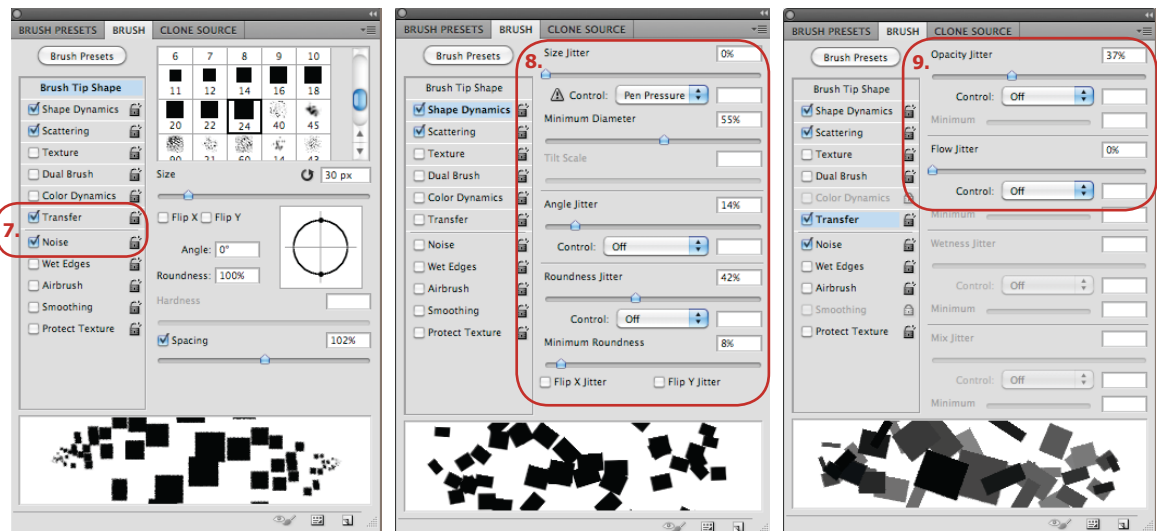 BRUSH PRESETS BRUSH CLONE SOURCE
Brush Presets
Brush Tip Shape
Shape Dynamics
Scattering
Texture
Dual Brush
Color Dynamics
7.
Transfer
Noise
Wet Edges
Airbrush
Smoothing
Protect Texture
6 7 8 9 10
11 12 14 16 18
20 22 24 40 45
90 21 60 14 43
Size 30 px
Flip X Flip Y
Angle: 0°
Roundness: 100%
Hardness
Spacing 102%
BRUSH PRESETS BRUSH CLONE SOURCE
Brush Presets
Brush Tip Shape
Shape Dynamics
Scattering
Texture
Dual Brush
Color Dynamics
Transfer
Noise
Wet Edges
Airbrush
Smoothing
Protect Texture
8.
Size Jitter 0%
Control: Pen Pressure
Minimum Diameter 55%
Tilt Scale
Angle Jitter 14%
Control: Off
Roundness Jitter 42%
Control: Off
Minimum Roundness 8%
Flip X Jitter Flip Y Jitter
BRUSH PRESETS BRUSH CLONE SOURCE
Brush Presets
Brush Tip Shape
Shape Dynamics
Scattering
Texture
Dual Brush
Color Dynamics
Transfer
Noise
Wet Edges
Airbrush
Smoothing
Protect Texture
9.
Opacity Jitter 37%
Control: Off
Minimum
Flow Jitter 0%
Control: Off
Minimum
Wetness Jitter
Control: Off
Minimum
Mix Jitter
Control: Off
Minimum